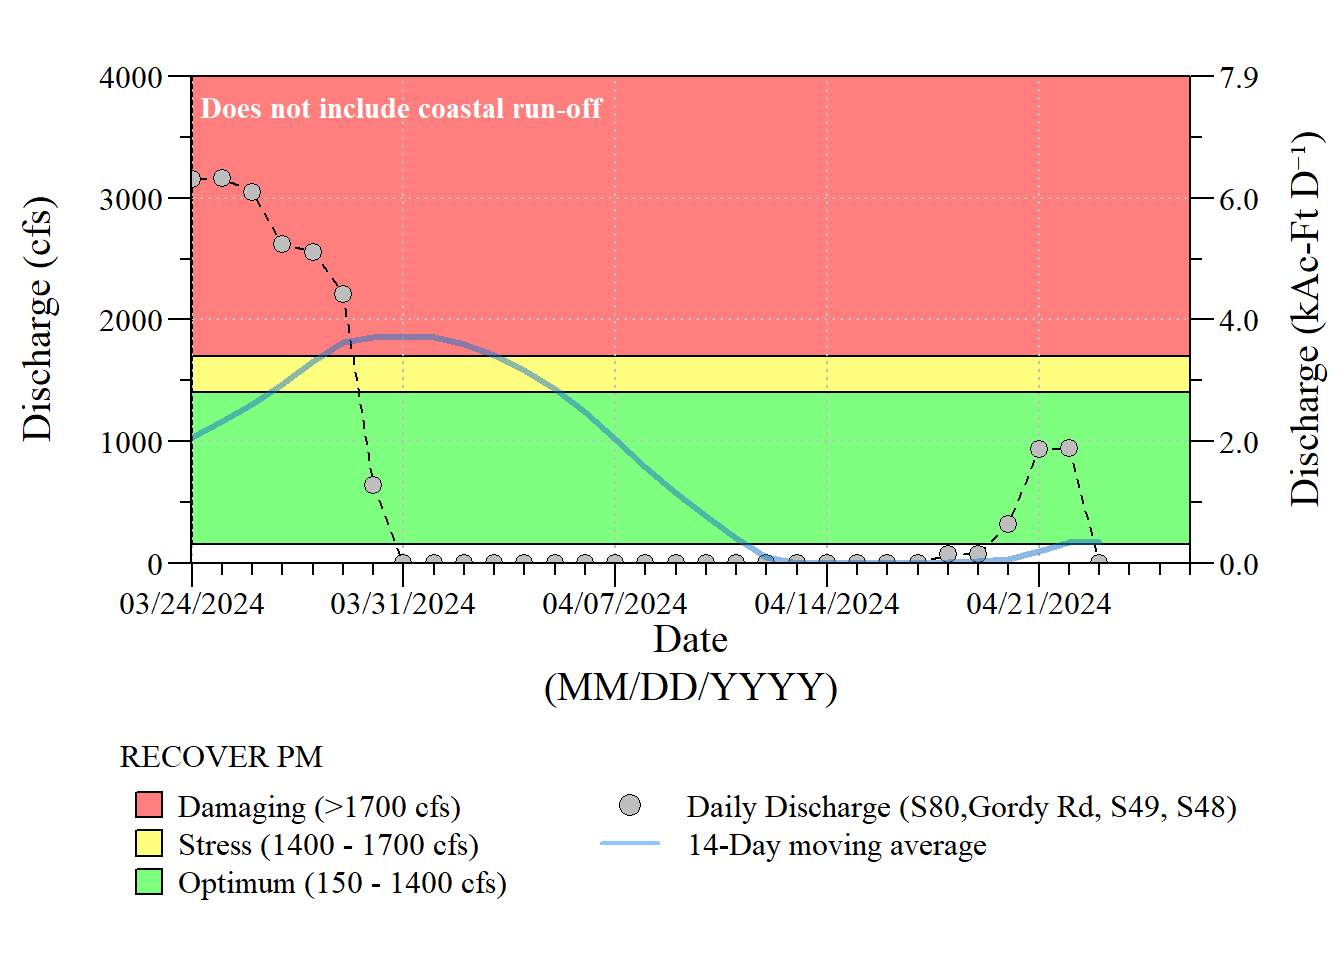 Does not include coastal run-off
4000
3000
2000
1000
0
Discharge (cfs)
7.9
6.0
4.0
2.0
0.0
Discharge (kAc-Ft D⁻¹)
03/24/2024 03/31/2024 04/07/2024 04/14/2024 04/21/2024
Date
(MM/DD/YYYY)
RECOVER PM
Damaging (>1700 cfs)
Stress (1400 - 1700 cfs)
Optimum (150 - 1400 cfs)
Daily Discharge (S80,Gordy Rd, S49, S48)
14-Day moving average